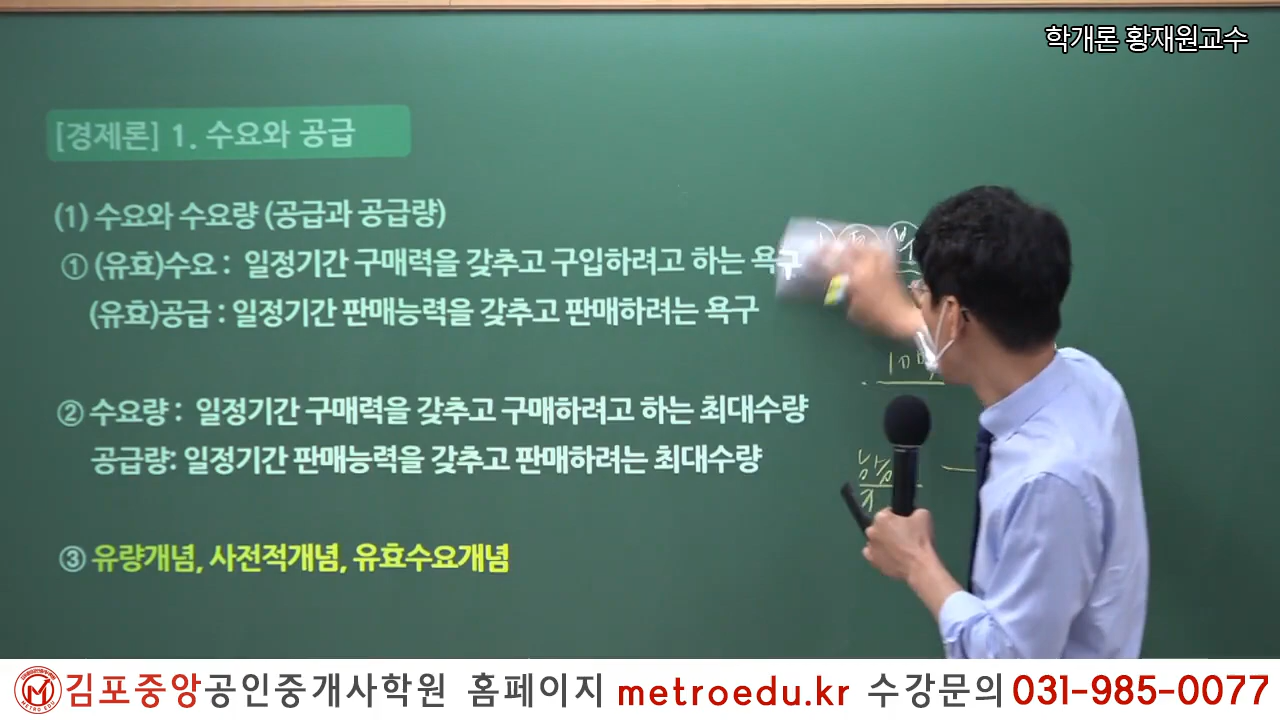 학개론 황재원교수
[경제론] 1. 수요와 공급
(1) 수요와 수요량 (공급과 공급량)
① (유효)수요 : 일정기간 구매력을 갖추고 구입하려고 하는 욕구
(유효)공급 : 일정기간 판매능력을 갖추고 판매하려는 욕구
② 수요량 : 일정기간 구매력을 갖추고 구매하려고 하는 최대수량
공급량: 일정기간 판매능력을 갖추고 판매하려는 최대수량
③ 유량개념, 사전적개념, 유효수요개념
김포중앙공인중개사학원 홈페이지 metroedu.kr 수강문의 031-985-0077